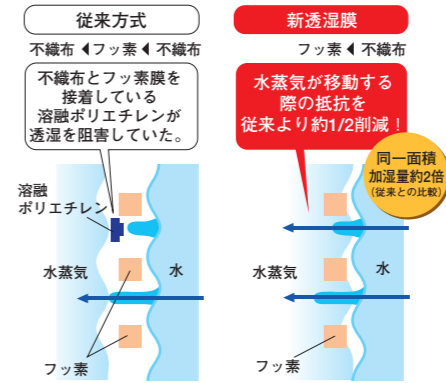 従来方式
不織布◀フッ素◀不織布
不織布とフッ素膜を
接着している
溶融ポリエチレンが
透湿を阻害していた。
溶融
ポリエチレン
水蒸気
水
フッ素
新透湿膜
フッ素◀不織布
水蒸気が移動する
際の抵抗を
従来より約1/2削減！
同一面積
加湿量約2倍
(従来との比較)
水蒸気
水
フッ素